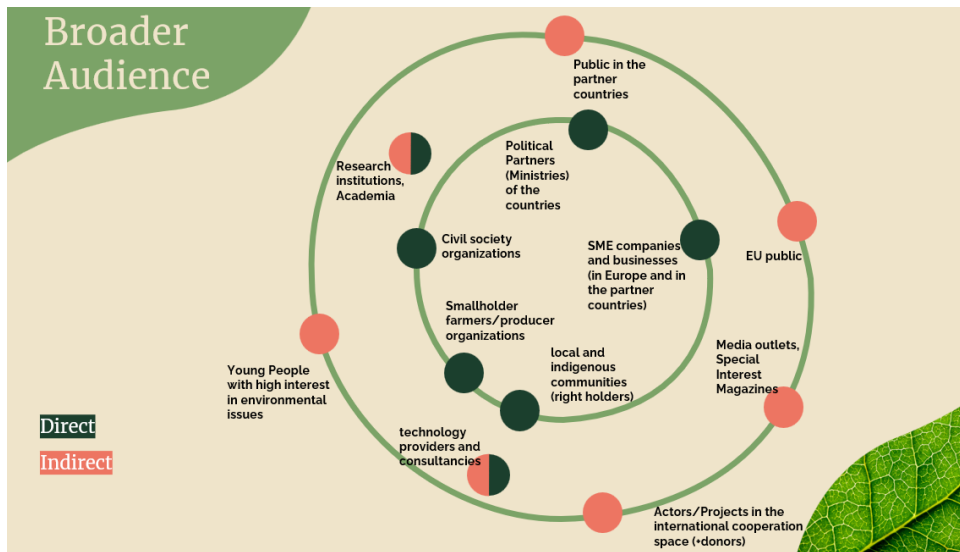 Broader
Audience
Public in the
partner
countries
Political
Partners
(Ministries)
of the
countries
Research
institutions,
Academia
Civil society
organizations
SME companies
and businesses
(in Europe and in
the partner
countries)
EU public
Smallholder
farmers/producer
organizations
local and
indigenous
communities
(right holders)
Media outlets,
Special
Interest
Magazines
Young People
with high interest
in environmental
issues
technology
providers and
consultancies
Actors/Projects in the
international cooperation
space (+donors)
Direct
Indirect